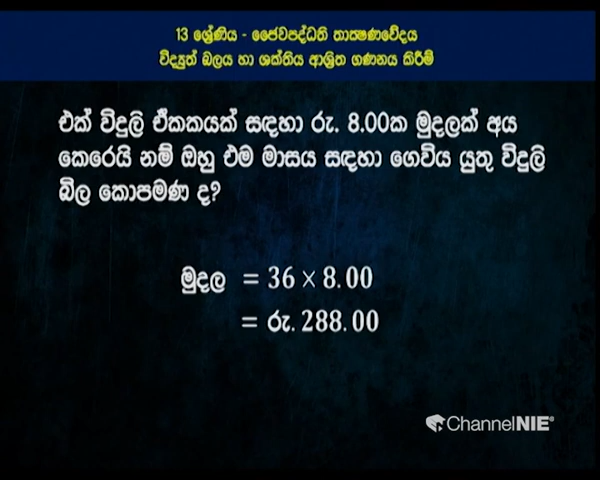 13 ශ්‍රේණිය - ජෛවපද්ධති තාක්ෂණවේදය
විද්‍යුත් බලය හා ශක්තිය ආශ්‍රිත ගණනය කිරීම්
එක් විදුලි ඒකකයක් සඳහා රු. 8.00ක මුදලක් අය
කෙරෙයි නම් ඔහු එම මාසය සඳහා ගෙවිය යුතු විදුලි
බිල කොපමණ ද?
මුදල = 36 × 8.00
= රු. 288.00
ChannelNIE®